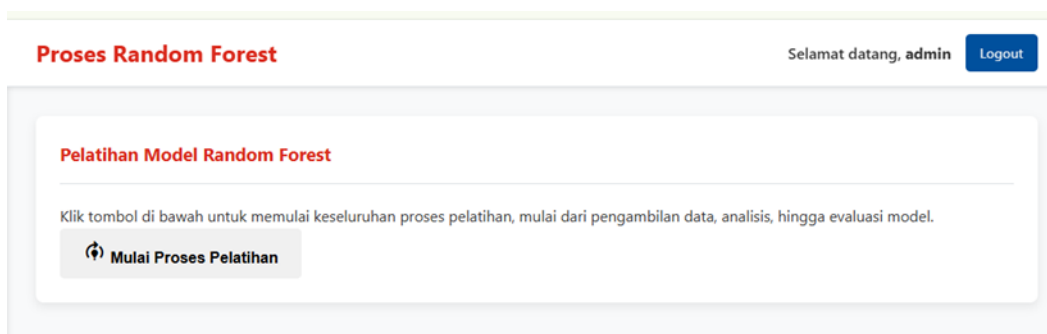 Proses Random Forest
Selamat datang, admin
Logout
Pelatihan Model Random Forest
Klik tombol di bawah untuk memulai keseluruhan proses pelatihan, mulai dari pengambilan data, analisis, hingga evaluasi model.
Mulai Proses Pelatihan